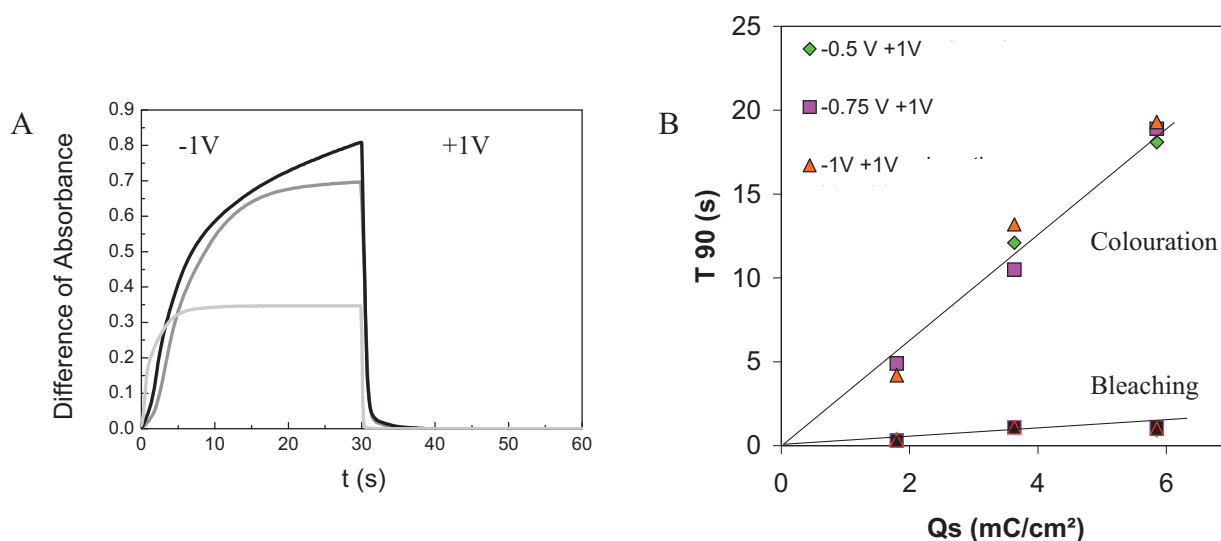 A
-1V
+1V
0.9
0.8
0.7
0.6
0.5
0.4
0.3
0.2
0.1
0.0
0
10
20
30
40
50
60
Difference of Absorbance
t (s)
B
-0.5 V +1V
-0.75 V +1V
-1V +1V
25
20
15
10
5
0
T 90 (s)
Colouration
Bleaching
0
2
4
6
Qs (mC/cm²)